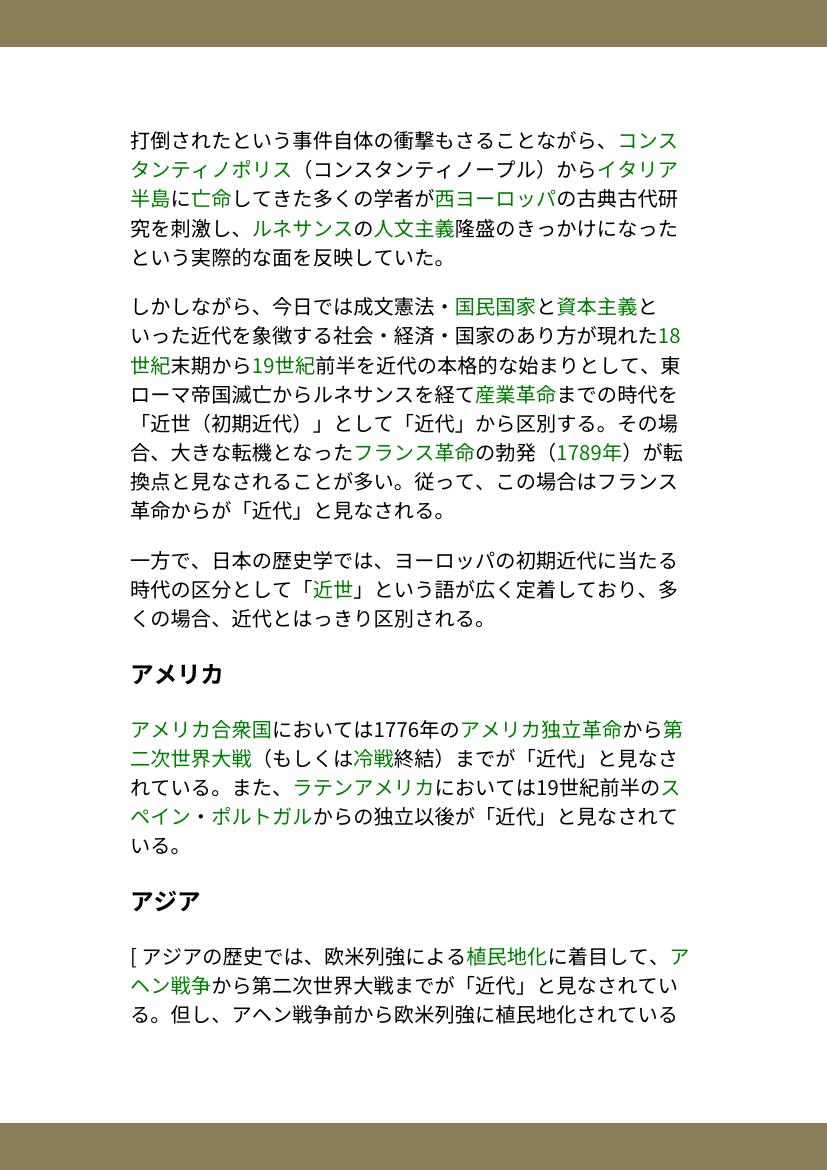 打倒されたという事件自体の衝撃もさることながら、コンス
タンティノポリス（コンスタンティノープル）からイタリア
半島に亡命してきた多くの学者が西ヨーロッパの古典古代研
究を刺激し、ルネサンスの人文主義隆盛のきっかけになった
という実際的な面を反映していた。
しかしながら、今日では成文憲法・国民国家と資本主義と
いった近代を象徴する社会・経済・国家のあり方が現れた18
世紀末期から19世紀前半を近代の本格的な始まりとして、東
ローマ帝国滅亡からルネサンスを経て産業革命までの時代を
「近世（初期近代）」として「近代」から区別する。その場
合、大きな転機となったフランス革命の勃発（1789年）が転
換点と見なされることが多い。従って、この場合はフランス
革命からが「近代」と見なされる。
一方で、日本の歴史学では、ヨーロッパの初期近代に当たる
時代の区分として「近世」という語が広く定着しており、多
くの場合、近代とはっきり区別される。
アメリカ
アメリカ合衆国においては1776年のアメリカ独立革命から第
二次世界大戦（もしくは冷戦終結）までが「近代」と見なさ
れている。また、ラテンアメリカにおいては19世紀前半のス
ペイン・ポルトガルからの独立以後が「近代」と見なされて
いる。
アジア
[ アジアの歴史では、欧米列強による植民地化に着目して、ア
ヘン戦争から第二次世界大戦までが「近代」と見なされてい
る。但し、アヘン戦争前から欧米列強に植民地化されている